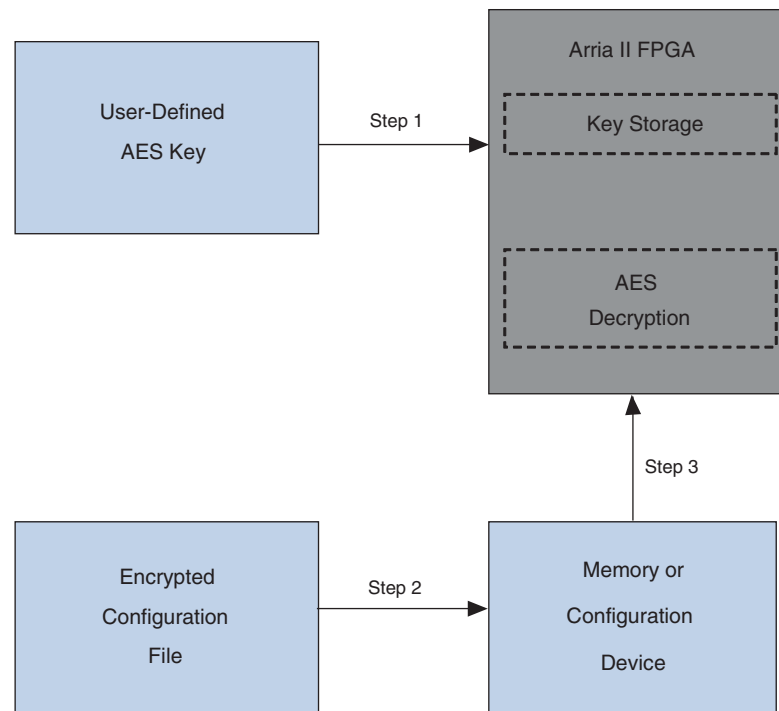 Arria II FPGA
User-Defined
AES Key
Step 1
Key Storage
AES
Decryption
Step 3
Encrypted
Configuration
File
Step 2
Memory or
Configuration
Device